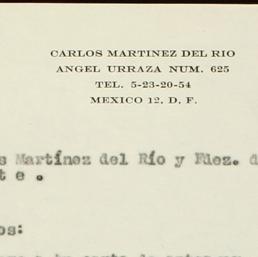 CARLOS MARTINEZ DEL RIO
ANGEL URRAZA NUM. 625
TEL. 5-23-20-54
MEXICO 12, D. F.
s Martínez del Río y Fdez. d
t e .
os: